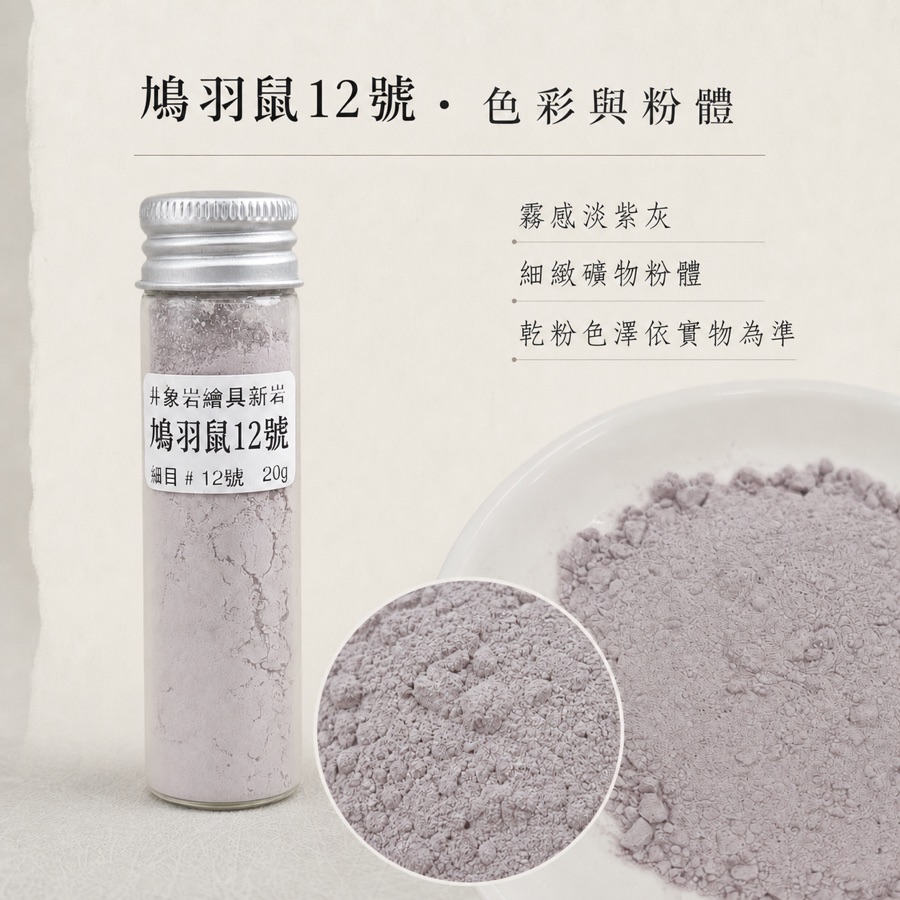 鳩羽鼠12號・色彩與粉體
霧感淡紫灰
細緻礦物粉體
乾粉色澤依實物為準
井象岩繪具新岩
鳩羽鼠12號
細目 # 12號 20g